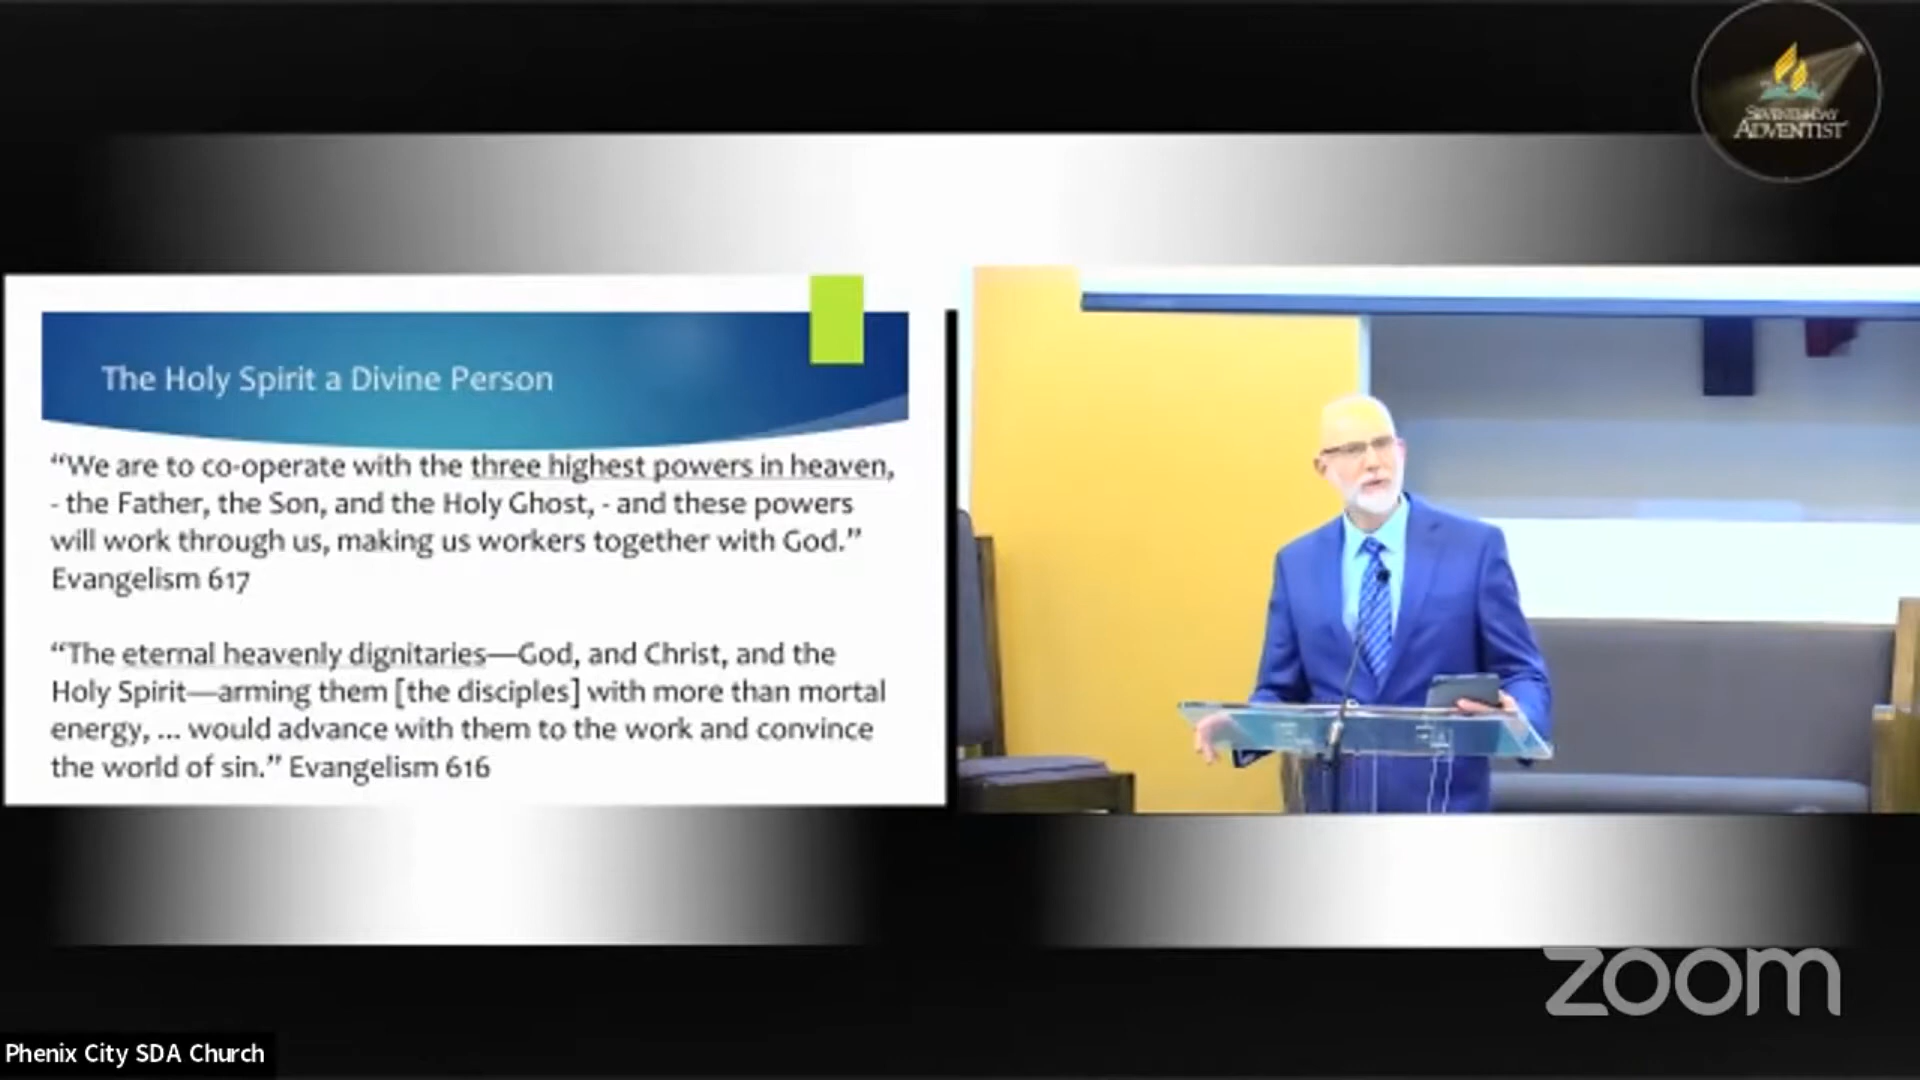 SEVENTH-DAY
ADVENTIST
The Holy Spirit a Divine Person
“We are to co-operate with the three highest powers in heaven,
- the Father, the Son, and the Holy Ghost, - and these powers
will work through us, making us workers together with God.”
Evangelism 617
“The eternal heavenly dignitaries—God, and Christ, and the
Holy Spirit—arming them [the disciples] with more than mortal
energy, ... would advance with them to the work and convince
the world of sin.” Evangelism 616
zoom
Phenix City SDA Church